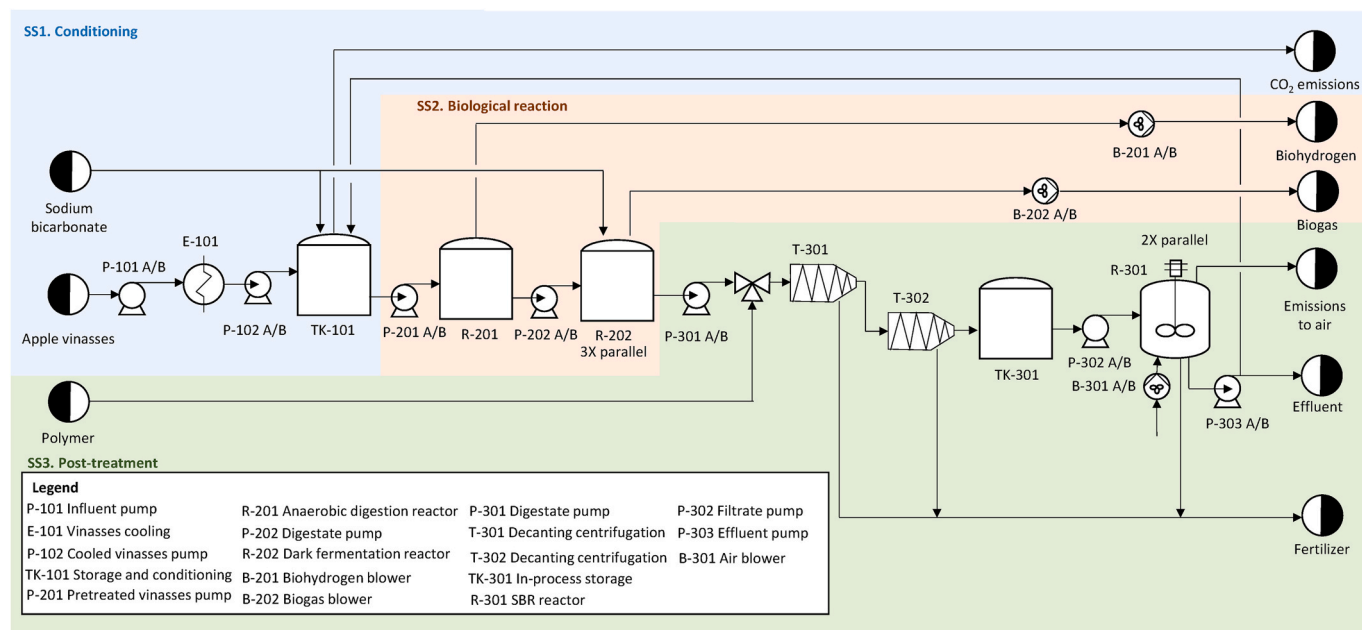 SS1. Conditioning
CO2 emissions
SS2. Biological reaction
B-201 A/B
Biohydrogen
Sodium
bicarbonate
B-202 A/B
Biogas
E-101
P-101 A/B
T-301
2X parallel
R-301
T-302
Emissions
to air
Apple vinasses
P-102 A/B
TK-101
P-201 A/B
R-201
P-202 A/B
R-202
3X parallel
P-301 A/B
TK-301
P-302 A/B
B-301 A/B
Effluent
P-303 A/B
Polymer
SS3. Post-treatment
Legend
P-101 Influent pump
E-101 Vinasses cooling
P-102 Cooled vinasses pump
TK-101 Storage and conditioning
P-201 Pretreated vinasses pump
R-201 Anaerobic digestion reactor
P-202 Digestate pump
R-202 Dark fermentation reactor
B-201 Biohydrogen blower
B-202 Biogas blower
P-301 Digestate pump
T-301 Decanting centrifugation
T-302 Decanting centrifugation
TK-301 In-process storage
R-301 SBR reactor
P-302 Filtrate pump
P-303 Effluent pump
B-301 Air blower
Fertilizer